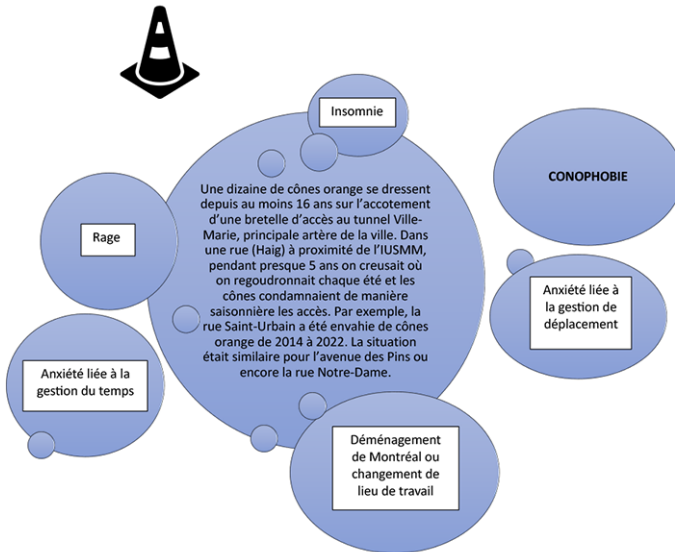 Insomnie
CONOPHOBIE
Une dizaine de cônes orange se dressent
depuis au moins 16 ans sur l'accotement
d'une bretelle d'accès au tunnel Ville-
Marie, principale artère de la ville. Dans
une rue (Haig) à proximité de l'IUSMM,
pendant presque 5 ans on creusait où
on regoudronnait chaque été et les
cônes condamnaient de manière
saisonnière les accès. Par exemple, la
rue Saint-Urbain a été envahie de cônes
orange de 2014 à 2022. La situation
était similaire pour l'avenue des Pins ou
encore la rue Notre-Dame.
Rage
Anxiété liée à
la gestion de
déplacement
Anxiété liée à la
gestion du temps
Déménagement
de Montréal ou
changement de
lieu de travail